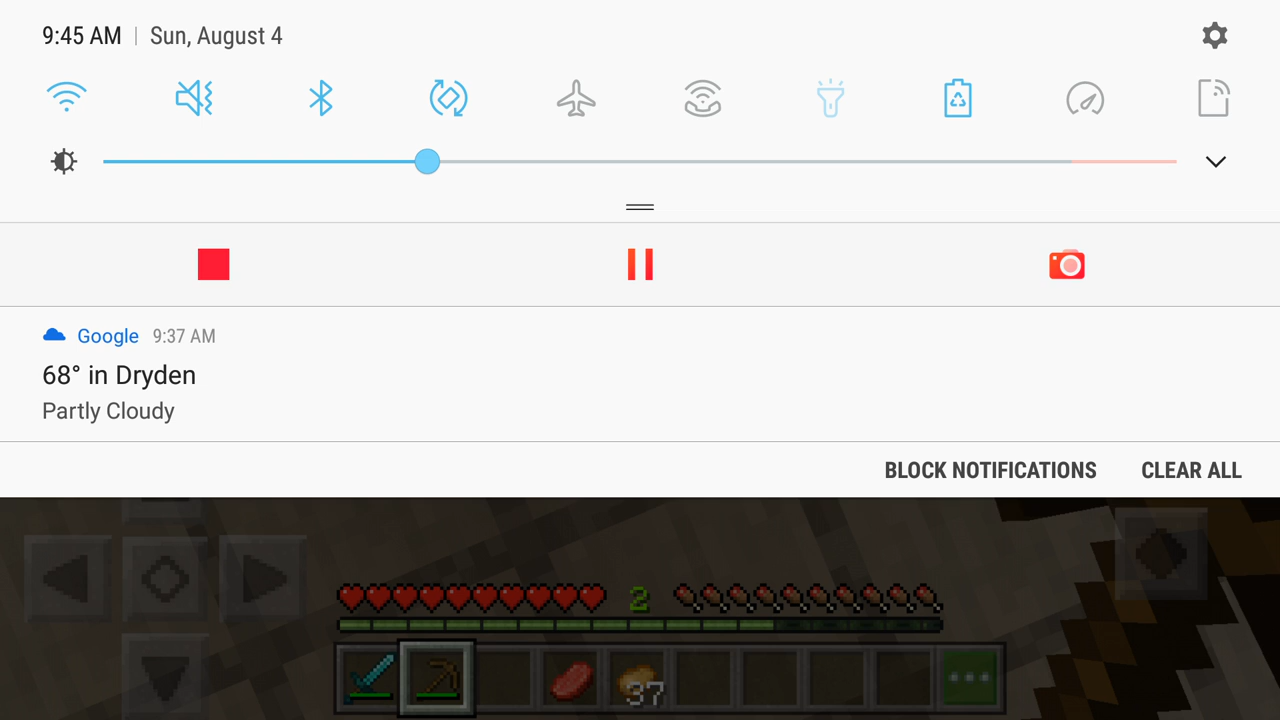 9:45 AM | Sun, August 4
Google 9:37 AM
68° in Dryden
Partly Cloudy
BLOCK NOTIFICATIONS CLEAR ALL
2
37